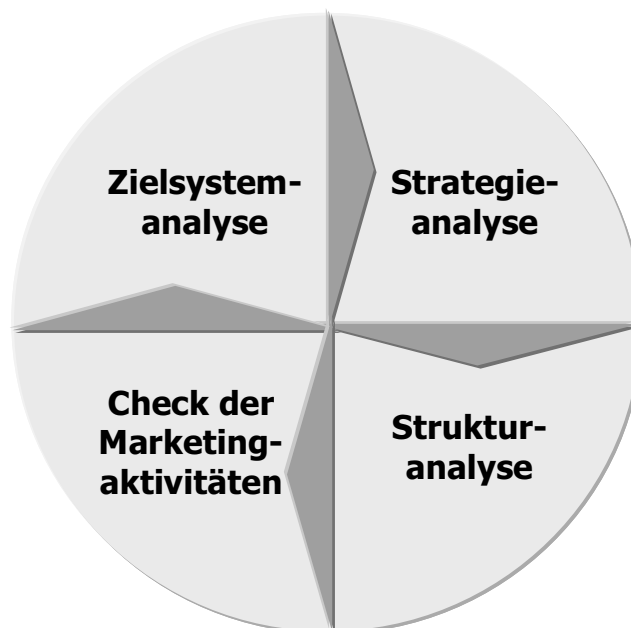 Zielsystem-
analyse
Strategie-
analyse
Check der
Marketing-
aktivitäten
Struktur-
analyse